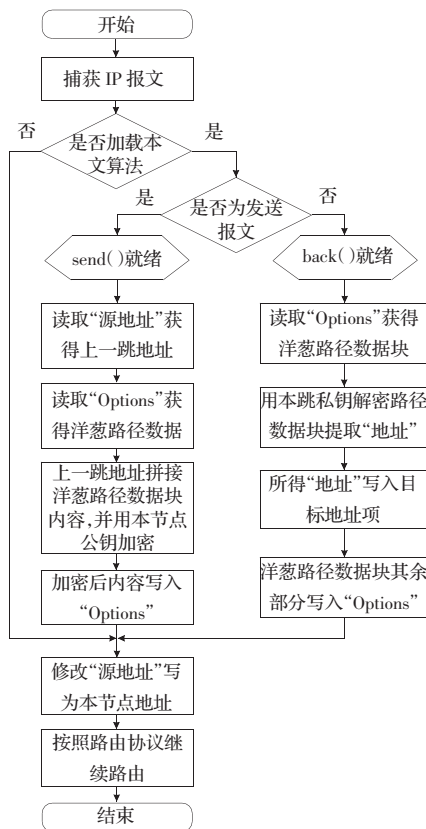 开始
捕获 IP 报文
否
是
是否加载本
文算法
是
否
是否为发送
报文
send( )就绪
back( )就绪
读取“源地址”获
得上一跳地址
读取“Options”获
得洋葱路径数据
上一跳地址拼接
洋葱路径数据块
内容,并用本节点
公钥加密
加密后内容写入
“Options”
读取“Options”获得
洋葱路径数据块
用本跳私钥解密路径
数据块提取“地址”
所得“地址”写入目
标地址项
洋葱路径数据块其余
部分写入“Options”
修改“源地址”写
为本节点地址
按照路由协议继
续路由
结束